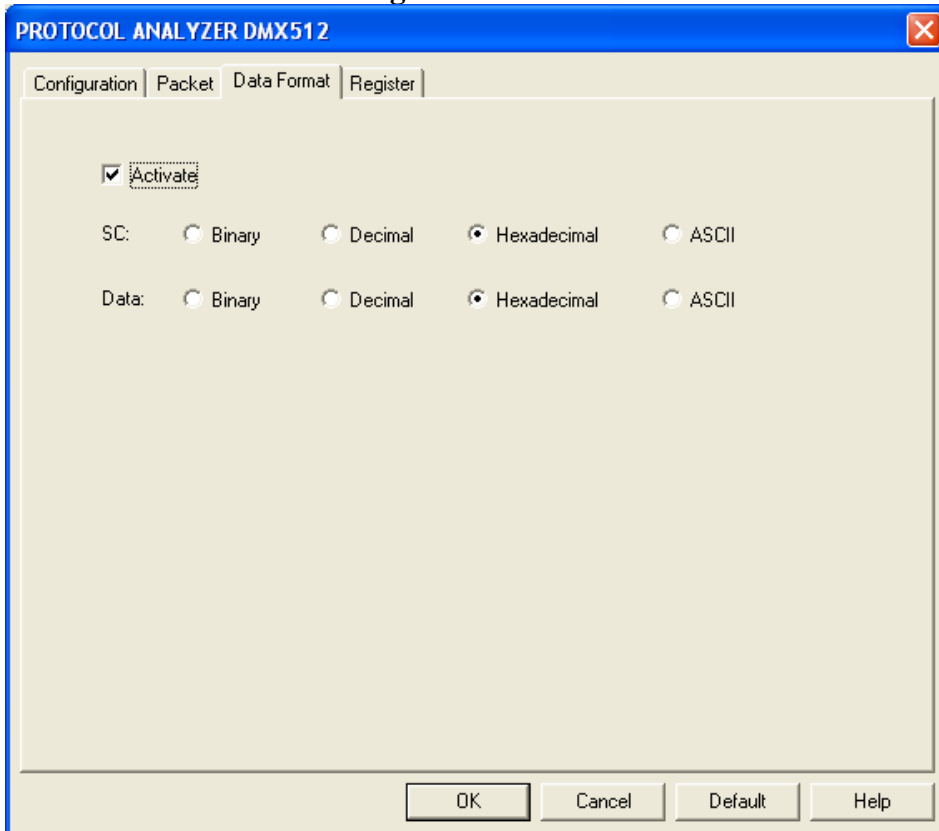 PROTOCOL ANALYZER DMX512
Configuration Packet Data Format Register
Activate
SC: Binary Decimal Hexadecimal ASCII
Data: Binary Decimal Hexadecimal ASCII
OK Cancel Default Help